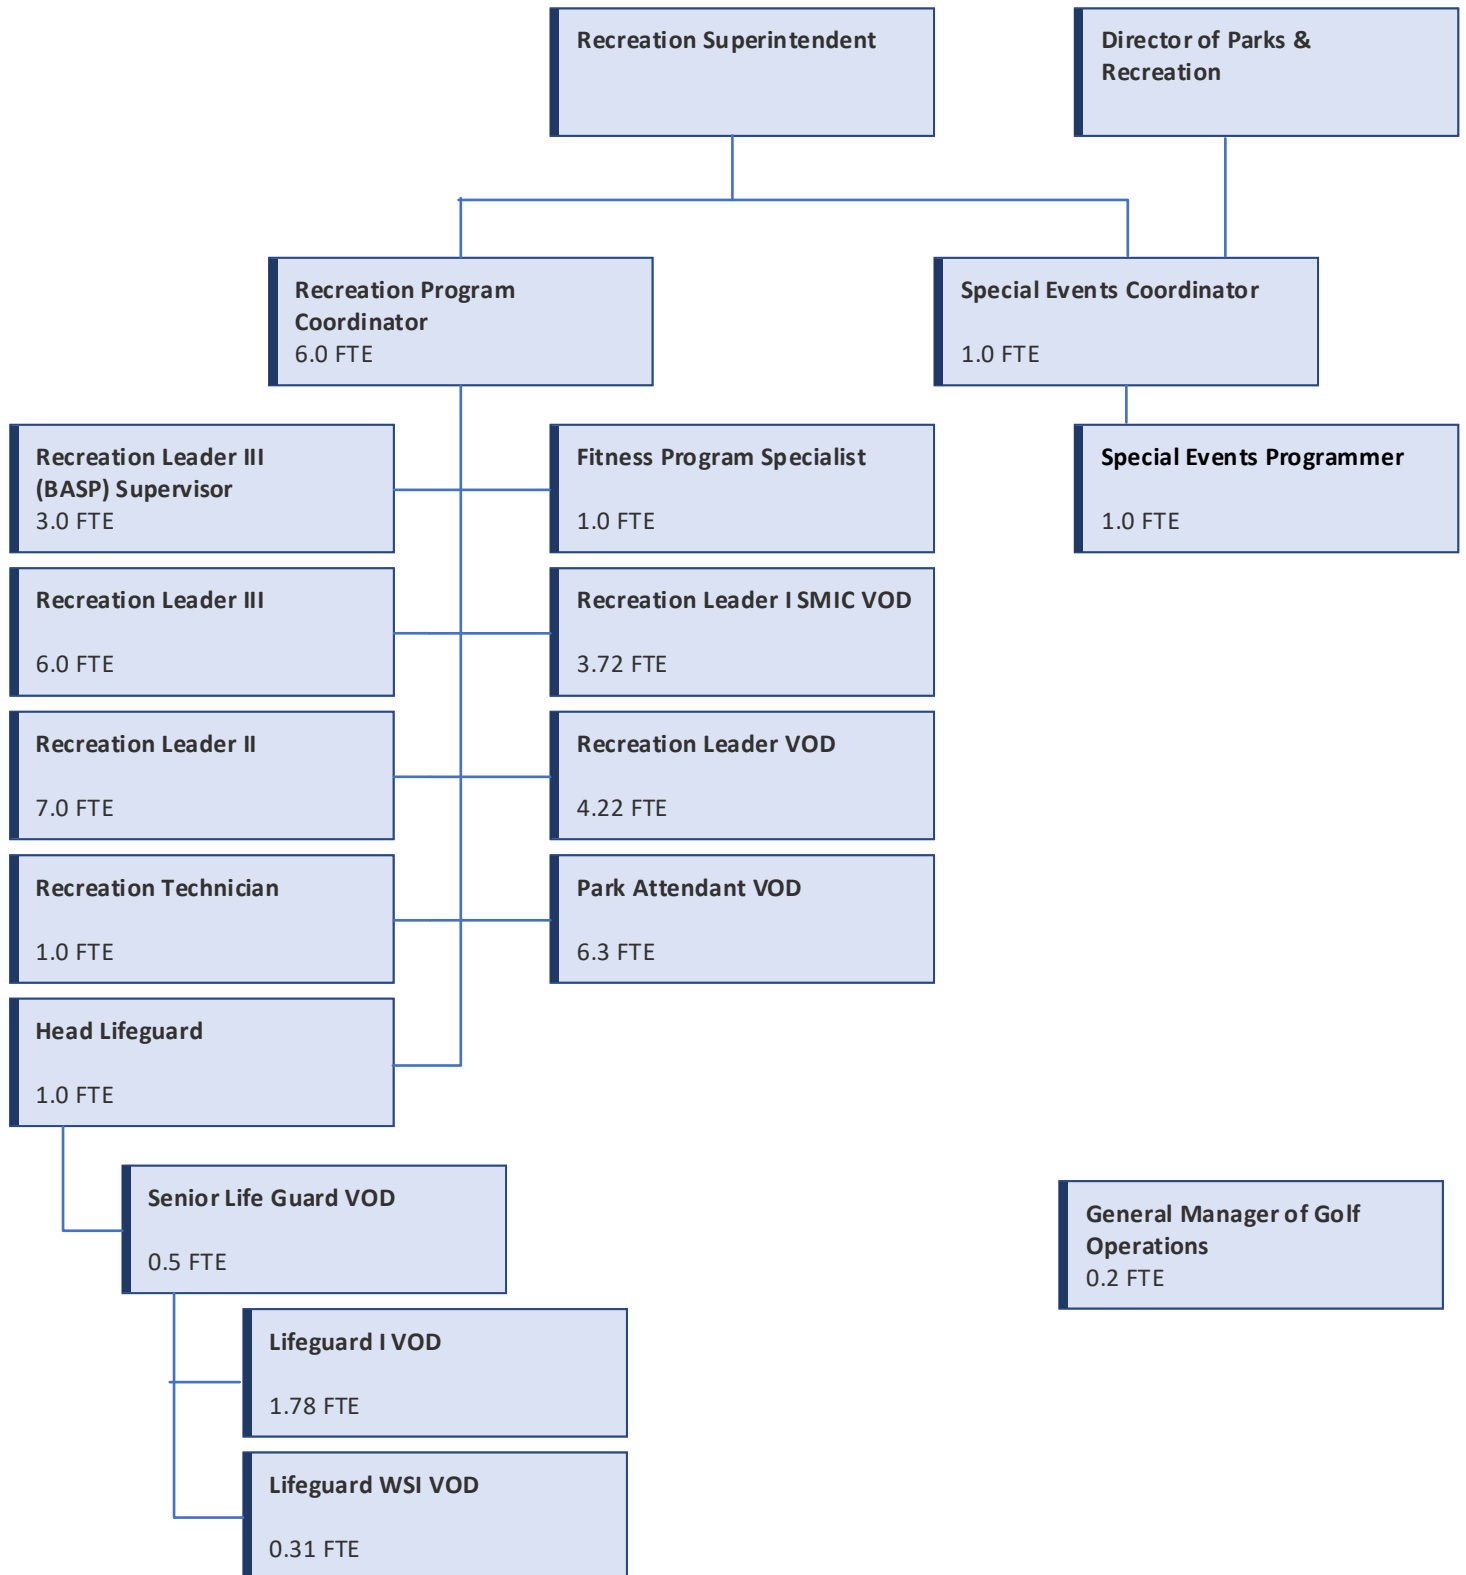 Recreation Superintendent
Director of Parks &
Recreation
Recreation Program
Coordinator
6.0 FTE
Special Events Coordinator
1.0 FTE
Recreation Leader III
(BASP) Supervisor
3.0 FTE
Fitness Program Specialist
1.0 FTE
Special Events Programmer
1.0 FTE
Recreation Leader III
6.0 FTE
Recreation Leader I SMIC VOD
3.72 FTE
Recreation Leader II
7.0 FTE
Recreation Leader VOD
4.22 FTE
Recreation Technician
1.0 FTE
Park Attendant VOD
6.3 FTE
Head Lifeguard
1.0 FTE
Senior Life Guard VOD
0.5 FTE
General Manager of Golf
Operations
0.2 FTE
Lifeguard I VOD
1.78 FTE
Lifeguard WSI VOD
0.31 FTE